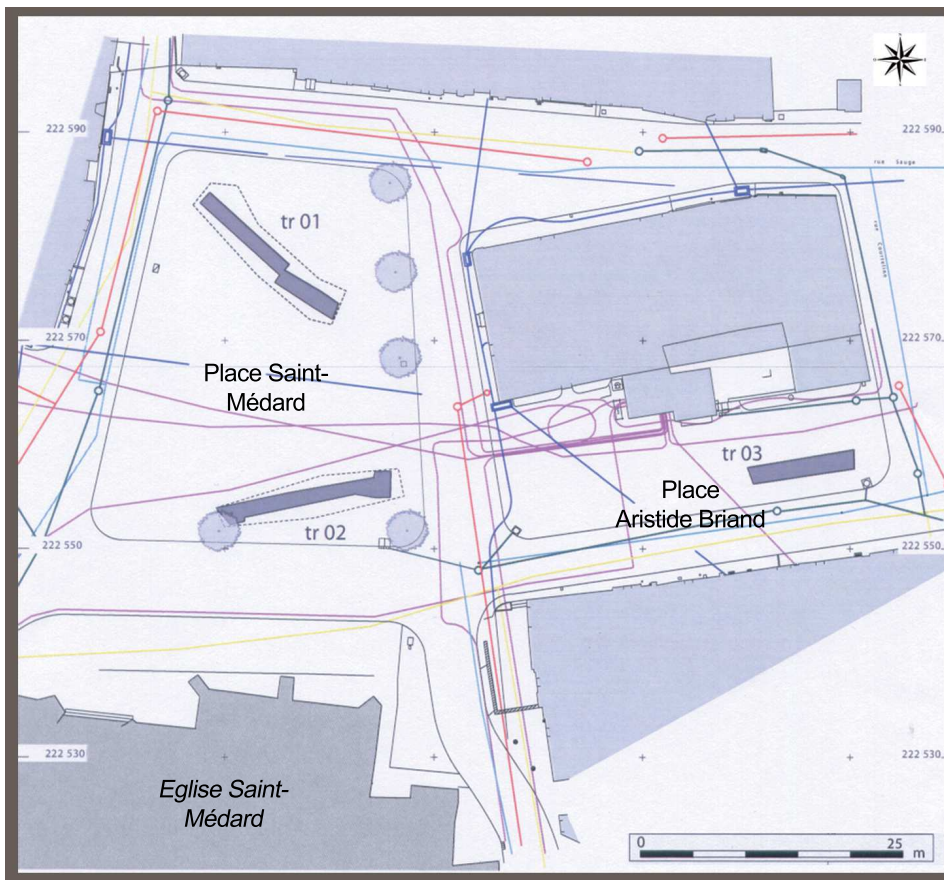 222 590
222 590
rue Sauge
tr 01
rue Courtellon
222 570
222 570
Place Saint-
Médard
tr 03
Place
Aristide Briand
tr 02
222 550
222 550
222 530
222 530
Eglise Saint-
Médard
0
25
m